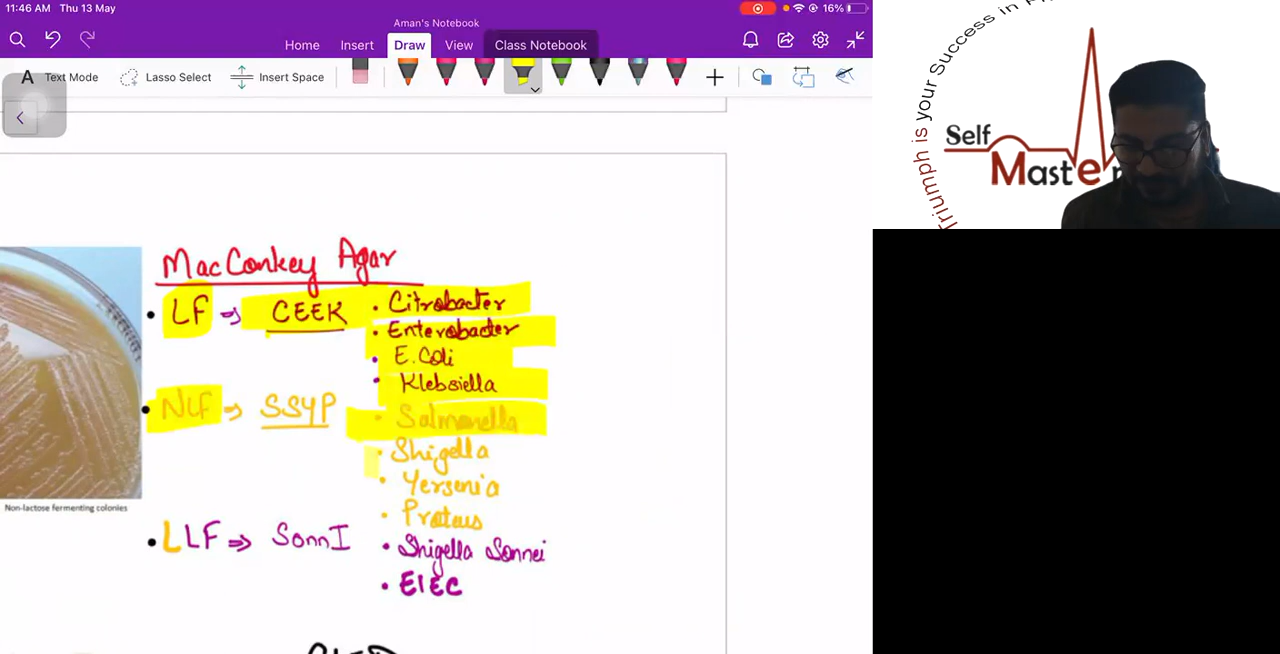 11:46 AM Thu 13 May
16%
Aman's Notebook
Home Insert Draw View Class Notebook
A Text Mode Lasso Select Insert Space
MacConkey Agar
• LF ⇒ CEEK • Citrobacter
• Enterobacter
• E.Coli
• Klebsiella
• NLF ⇒ SSYP • Salmonella
• Shigella
• Yersenia
• Proteus
Non-lactose fermenting colonies
• LLF ⇒ SonnI • Shigella Sonnei
• EIEC
Triumph is your Success in
Self
Maste